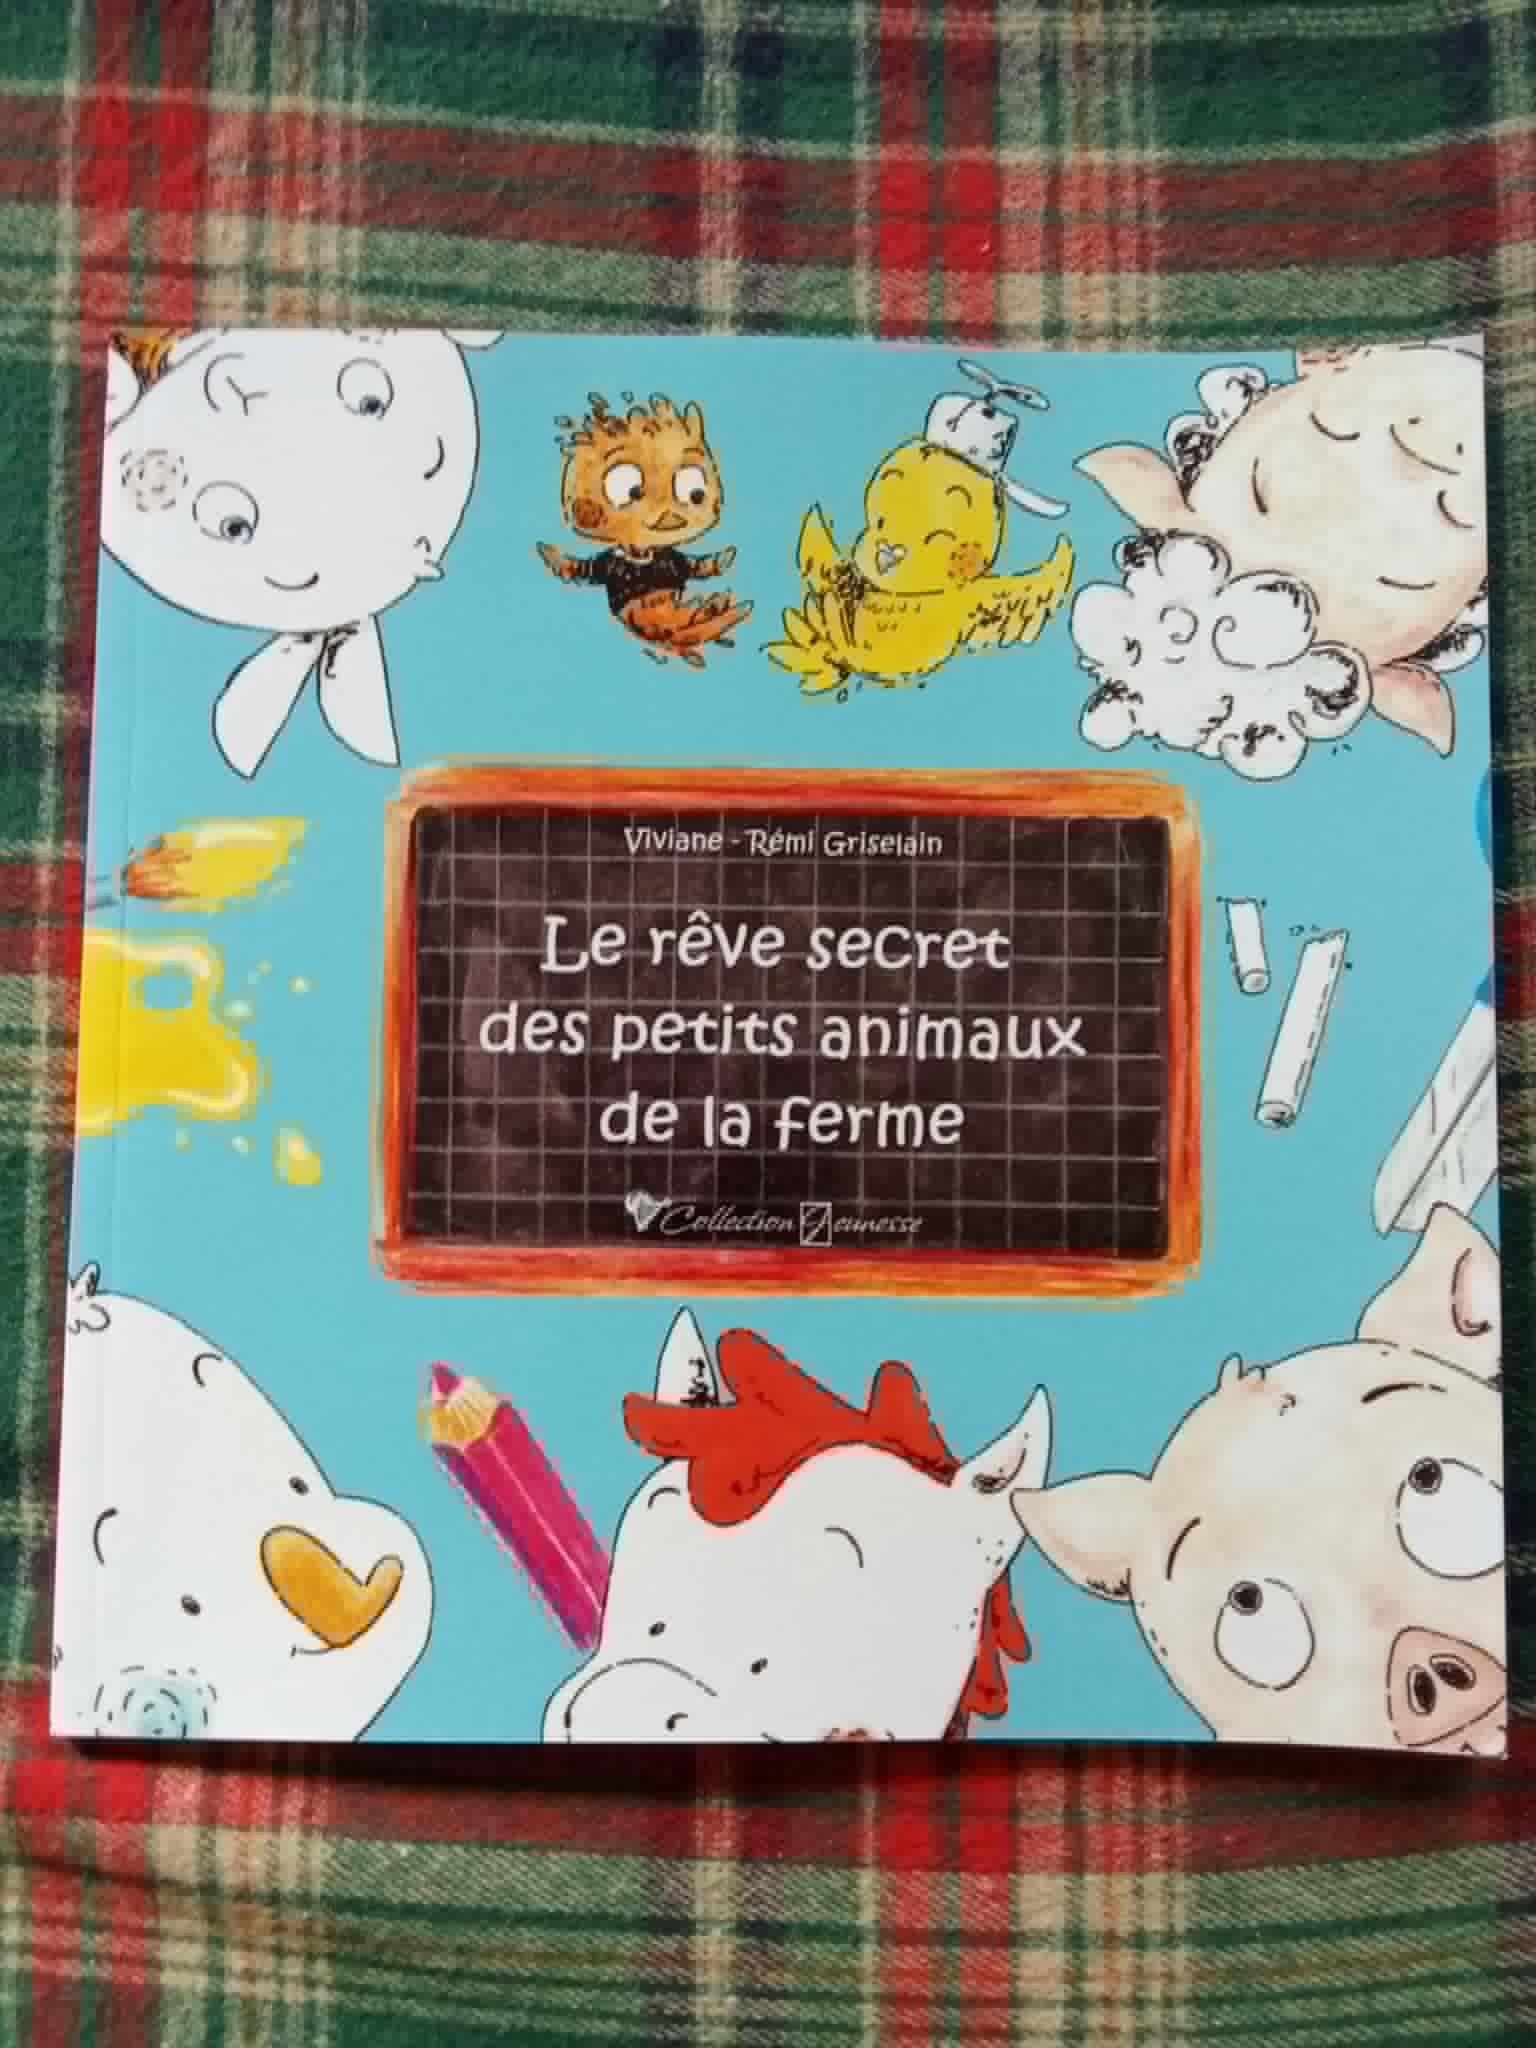 Viviane - Rémi Griselain
Le rêve secret
des petits animaux
de la ferme
Collection Jeunesse